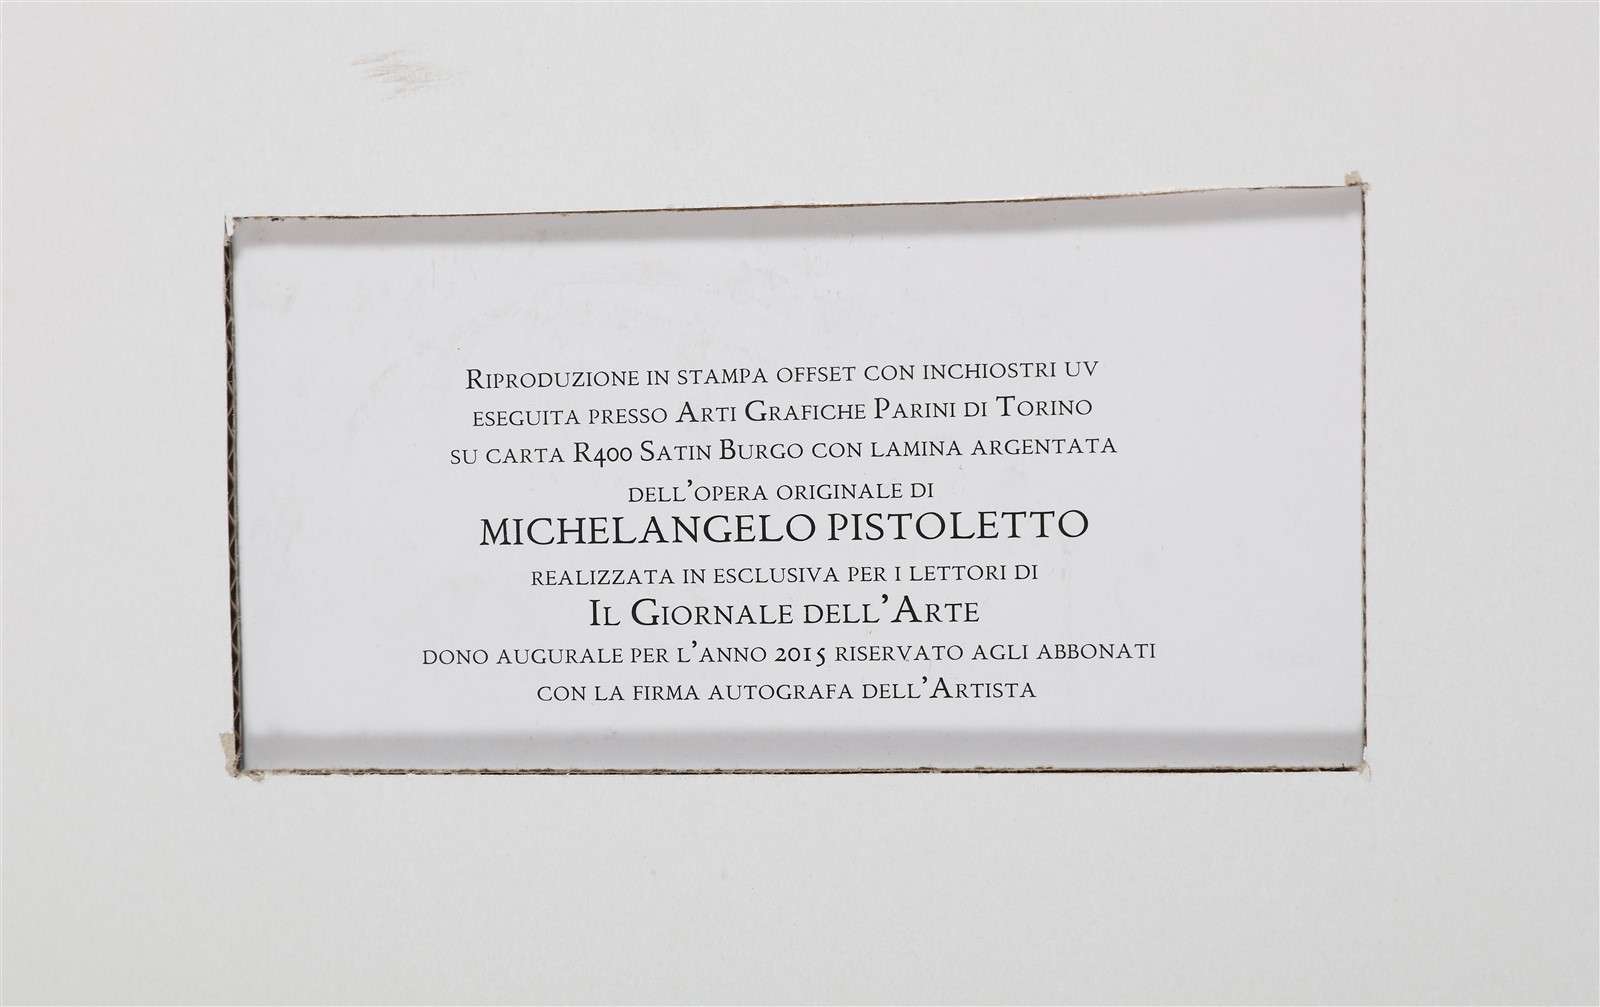 Riproduzione in stampa offset con inchiostri UV
eseguita presso Arti Grafiche Parini di Torino
su carta R400 Satin Burgo con lamina argentata
dell'opera originale di
MICHELANGELO PISTOLETTO
realizzata in esclusiva per i lettori di
Il Giornale dell'Arte
dono augurale per l'anno 2015 riservato agli abbonati
con la firma autografa dell'Artista